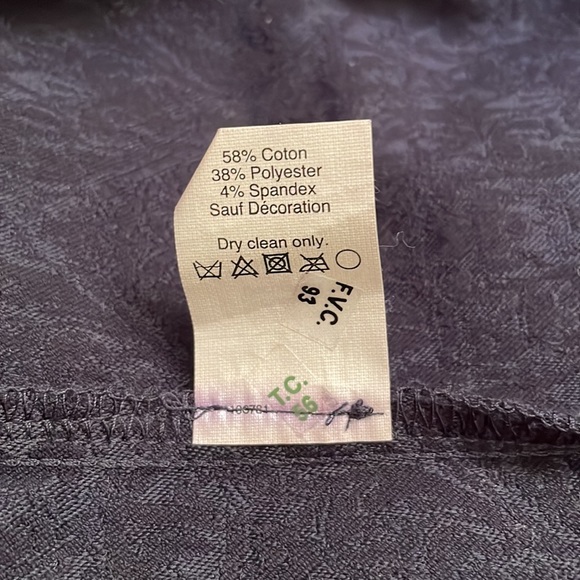 58% Coton
38% Polyester
4% Spandex
Sauf Décoration
Dry clean only.
F.V.C.
93
T.C.
56